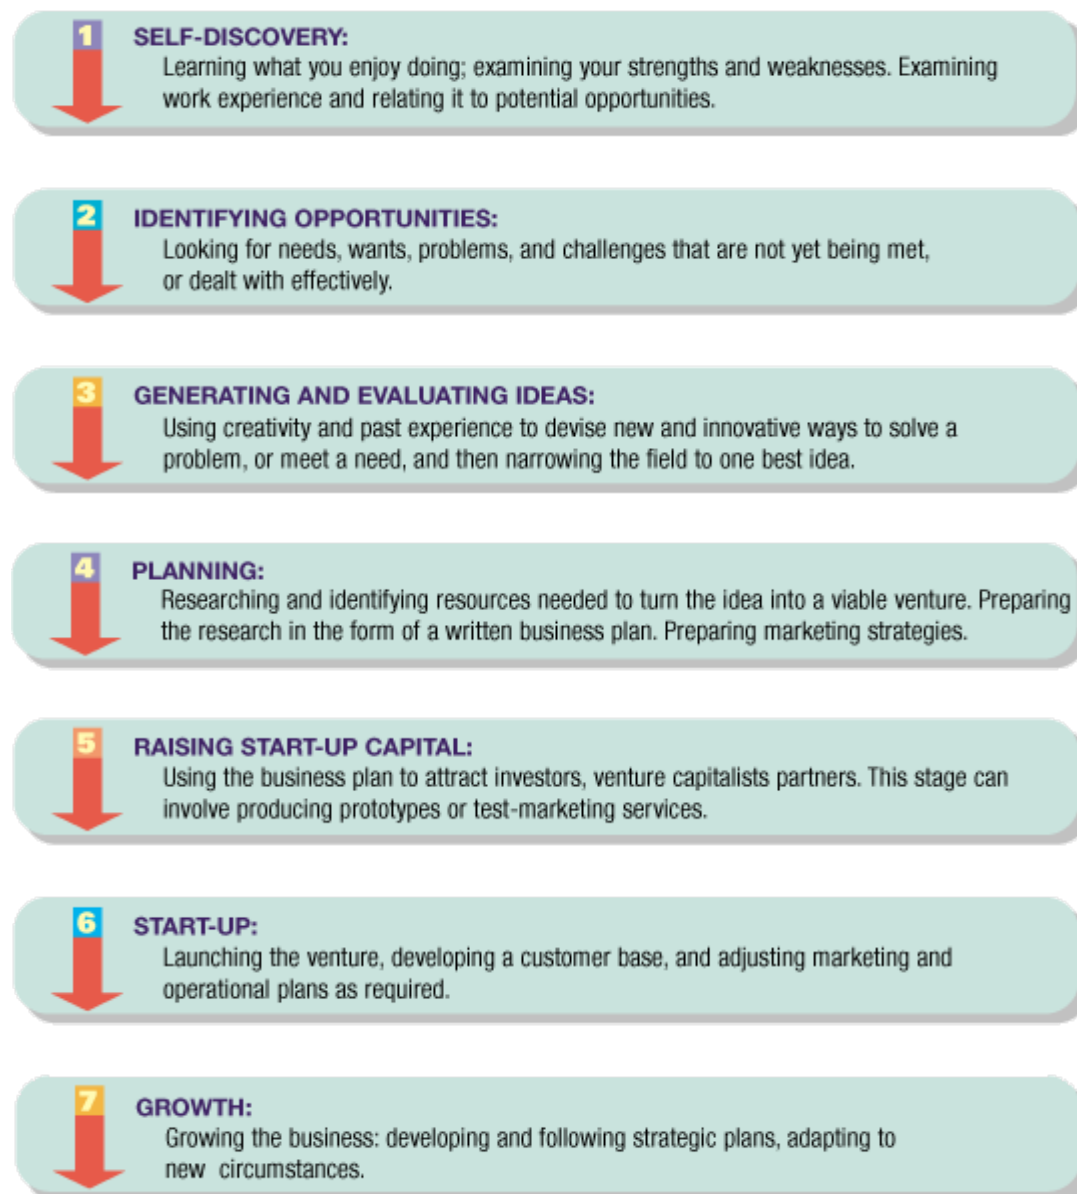 1 SELF-DISCOVERY:
Learning what you enjoy doing; examining your strengths and weaknesses. Examining
work experience and relating it to potential opportunities.
2 IDENTIFYING OPPORTUNITIES:
Looking for needs, wants, problems, and challenges that are not yet being met,
or dealt with effectively.
3 GENERATING AND EVALUATING IDEAS:
Using creativity and past experience to devise new and innovative ways to solve a
problem, or meet a need, and then narrowing the field to one best idea.
4 PLANNING:
Researching and identifying resources needed to turn the idea into a viable venture. Preparing
the research in the form of a written business plan. Preparing marketing strategies.
5 RAISING START-UP CAPITAL:
Using the business plan to attract investors, venture capitalists partners. This stage can
involve producing prototypes or test-marketing services.
6 START-UP:
Launching the venture, developing a customer base, and adjusting marketing and
operational plans as required.
7 GROWTH:
Growing the business: developing and following strategic plans, adapting to
new circumstances.